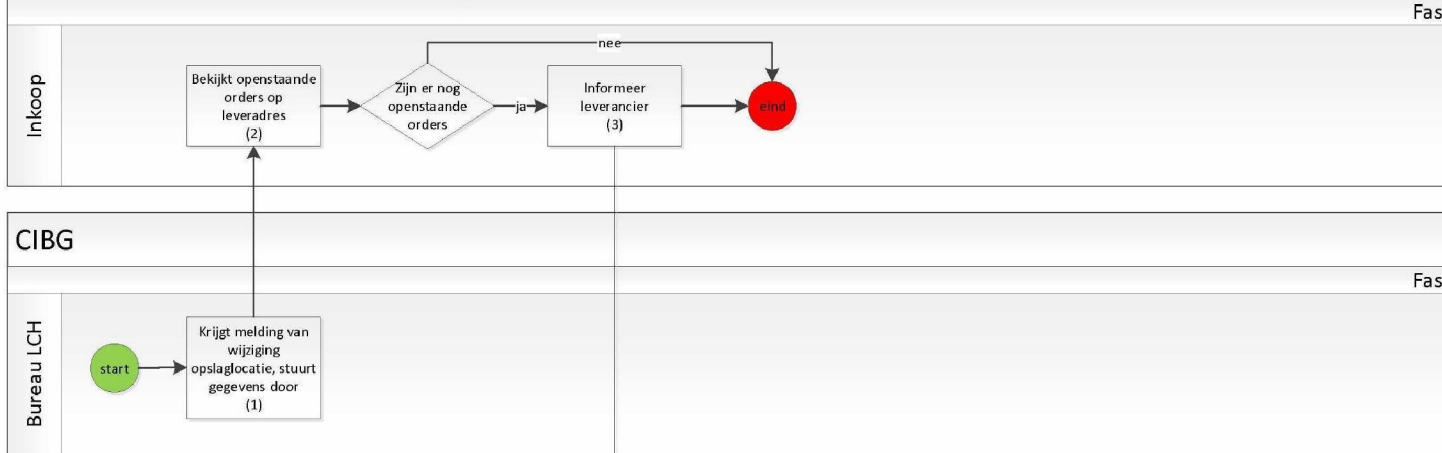 Fas
Inkoop
Bekijkt openstaande
orders op
leveradres
(2)
Zijn er nog
openstaande
orders
nee
ja
Informeer
leverancier
(3)
eind
CIBG
Fas
Bureau LCH
start
Krijgt melding van
wijziging
opslaglocatie, stuurt
gegevens door
(1)